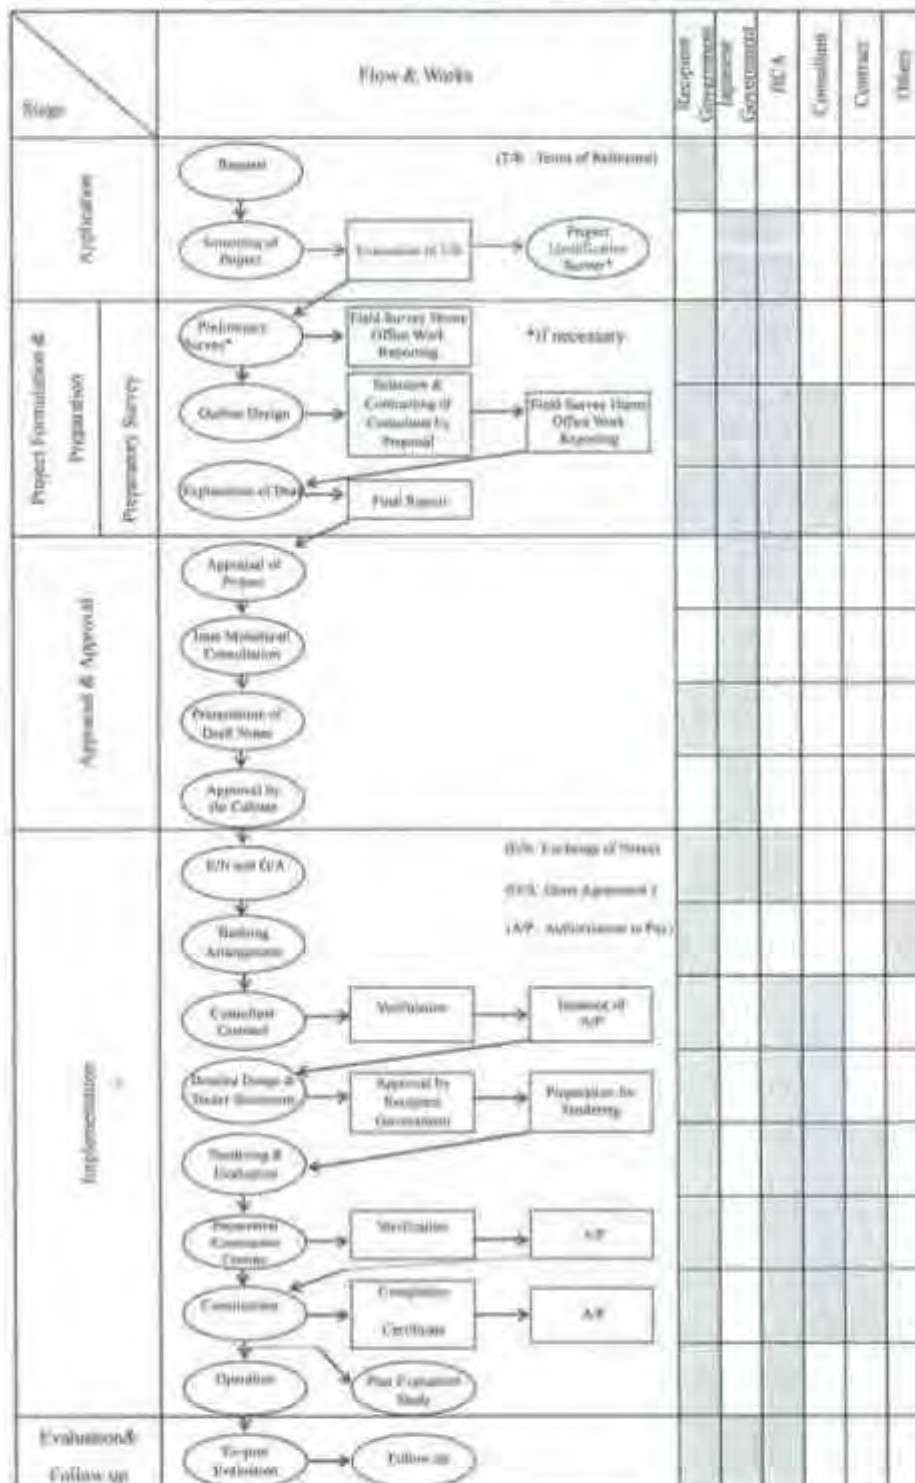 Stage
Flow & Works
Recipient
Government
Japanese
Government
JICA
Consultant
Contract
Others
Application
Request
(T/R : Terms of Reference)
Screening of
Project
Evaluation of T/R
Project
Identification
Survey*
Project Formulation &
Preparation
Preparatory Survey
Preliminary
Survey*
Field Survey Home
Office Work
Reporting
*if necessary
Outline Design
Selection &
Contracting of
Consultant by
Proposal
Field Survey Home
Office Work
Reporting
Explanation of Draft
Final Report
Appraisal & Approval
Appraisal of
Project
Inter Ministerial
Consultation
Presentation of
Draft Notes
Approval by
the Cabinet
Implementation
E/N and G/A
(E/N: Exchange of Notes)
(G/A: Grant Agreement )
(A/P : Authorization to Pay)
Banking
Arrangement
Consultant
Contract
Verification
Issuance of
A/P
Detailed Design &
Tender Documents
Approval by
Recipient
Government
Preparation for
Tendering
Tendering &
Evaluation
Contract
Verification
A/P
Construction
Completion
Certificate
A/P
Operation
Post Evaluation
Study
Evaluation&
Follow up
Ex-post
Evaluation
Follow up